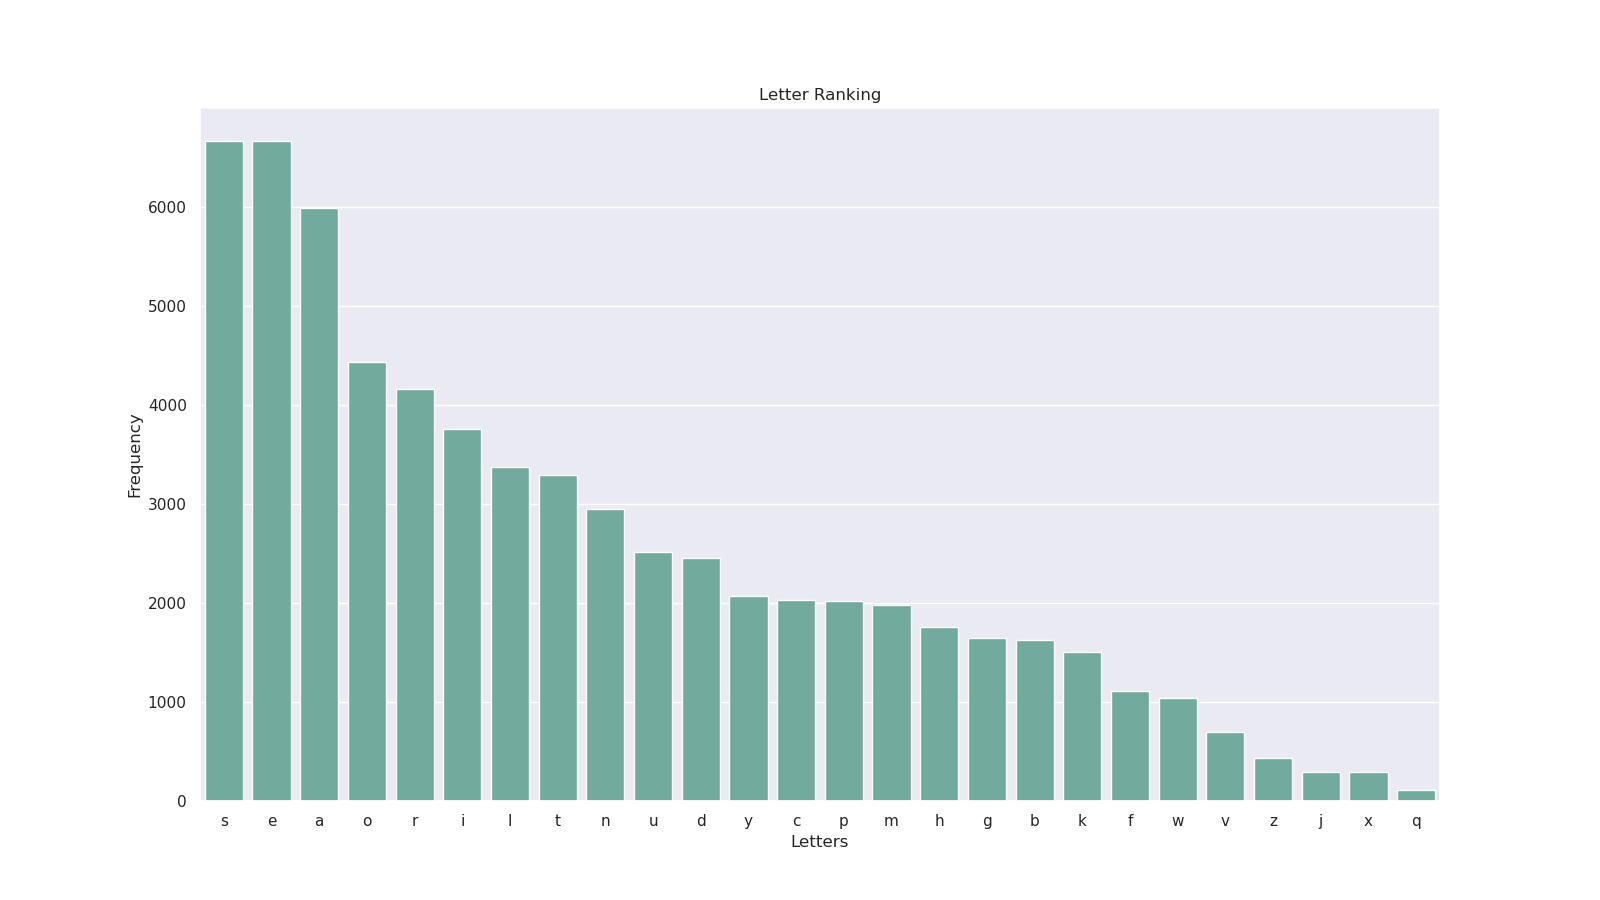 Letter Ranking
6000
5000
4000
3000
2000
1000
0
Frequency
s e a o r i l t n u d y c p m h g b k f w v z j x q
Letters